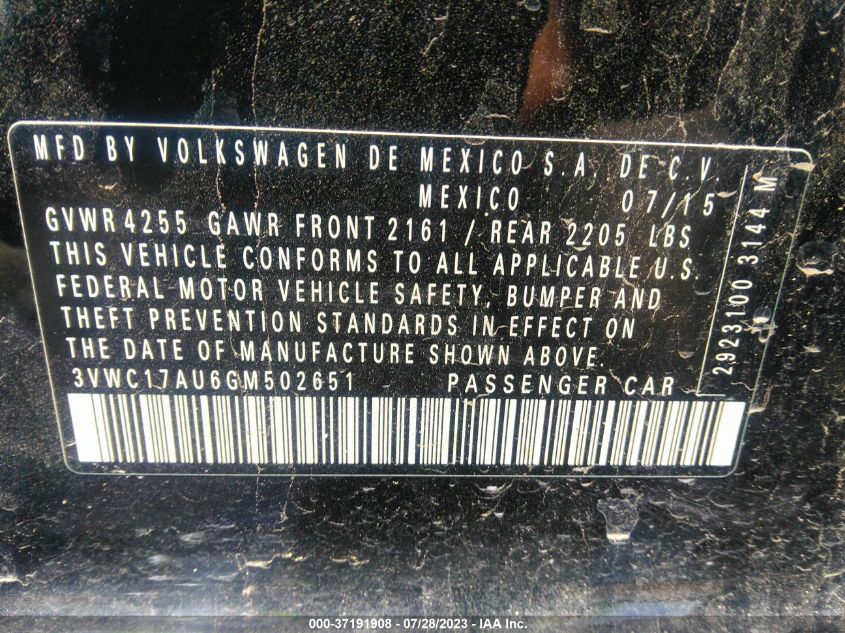 MFD BY VOLKSWAGEN DE MEXICO S.A. DE C.V.
MEXICO 07/15
GVWR 4255 GAWR FRONT 2161 / REAR 2205 LBS
THIS VEHICLE CONFORMS TO ALL APPLICABLE U.S.
FEDERAL MOTOR VEHICLE SAFETY, BUMPER AND
THEFT PREVENTION STANDARDS IN EFFECT ON
THE DATE OF MANUFACTURE SHOWN ABOVE.
3VWC17AU6GM502651 PASSENGER CAR
2923,100 3144 M
000-37191908 - 07/28/2023 - IAA Inc.